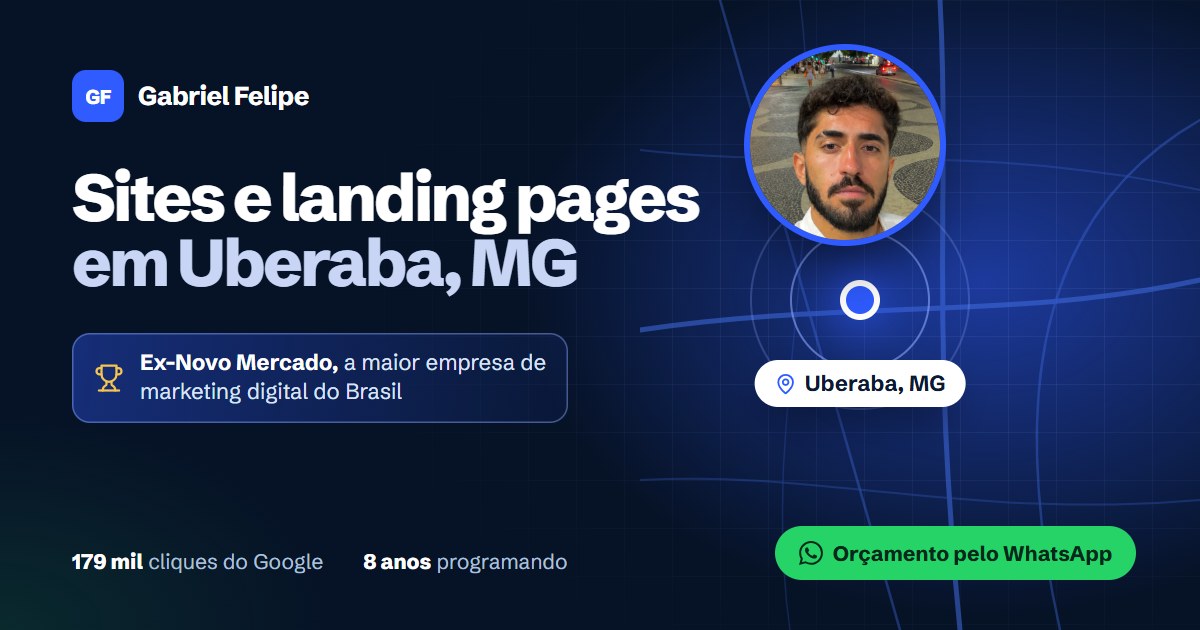 GF
Gabriel Felipe
Sites e landing pages
em Uberaba, MG
Ex-Novo Mercado, a maior empresa de
marketing digital do Brasil
Uberaba, MG
179 mil cliques do Google
8 anos programando
Orçamento pelo WhatsApp